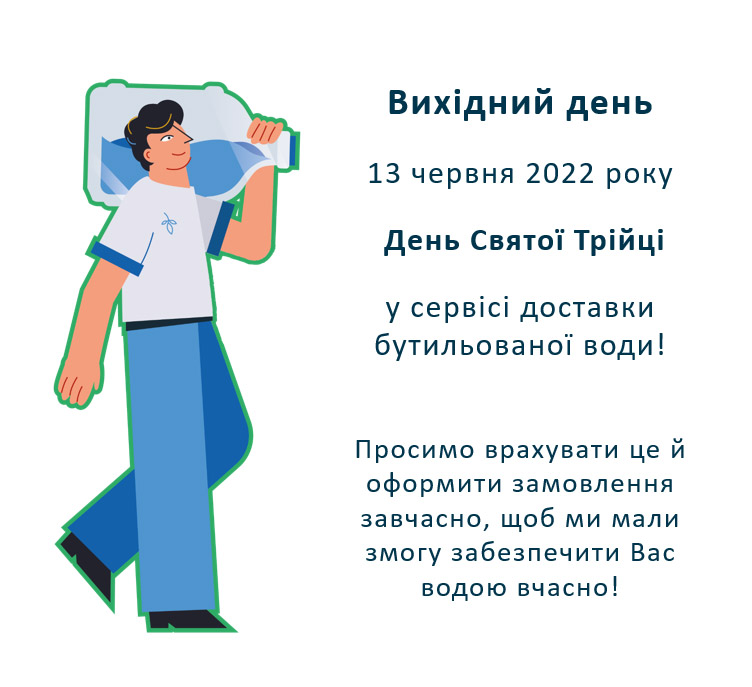 Вихідний день
13 червня 2022 року
День Святої Трійці
у сервісі доставки
бутильованої води!
Просимо врахувати це й
оформити замовлення
завчасно, щоб ми мали
змогу забезпечити Вас
водою вчасно!